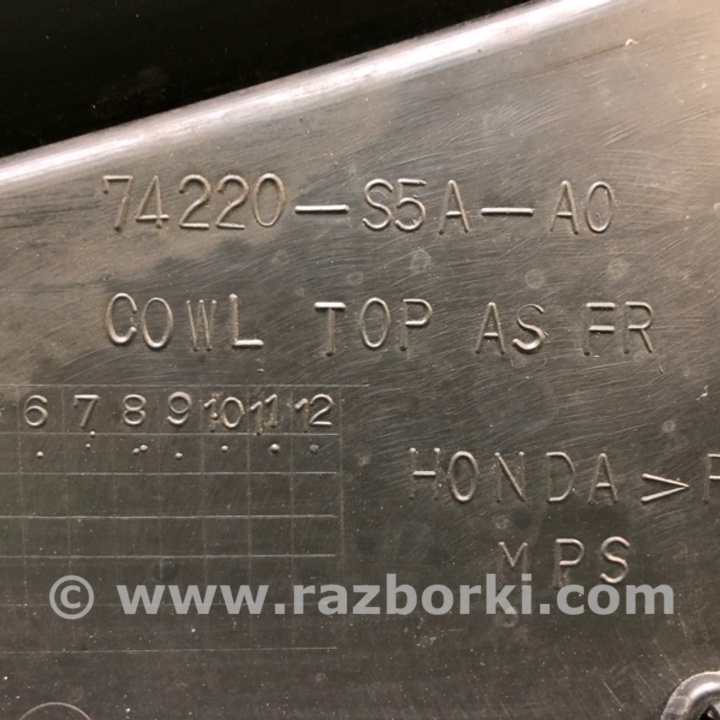 74220-S5A-A0
COWL TOP AS FR
6 7 8 9 10 11 12
HONDA >P
MPS
© www.razborki.com